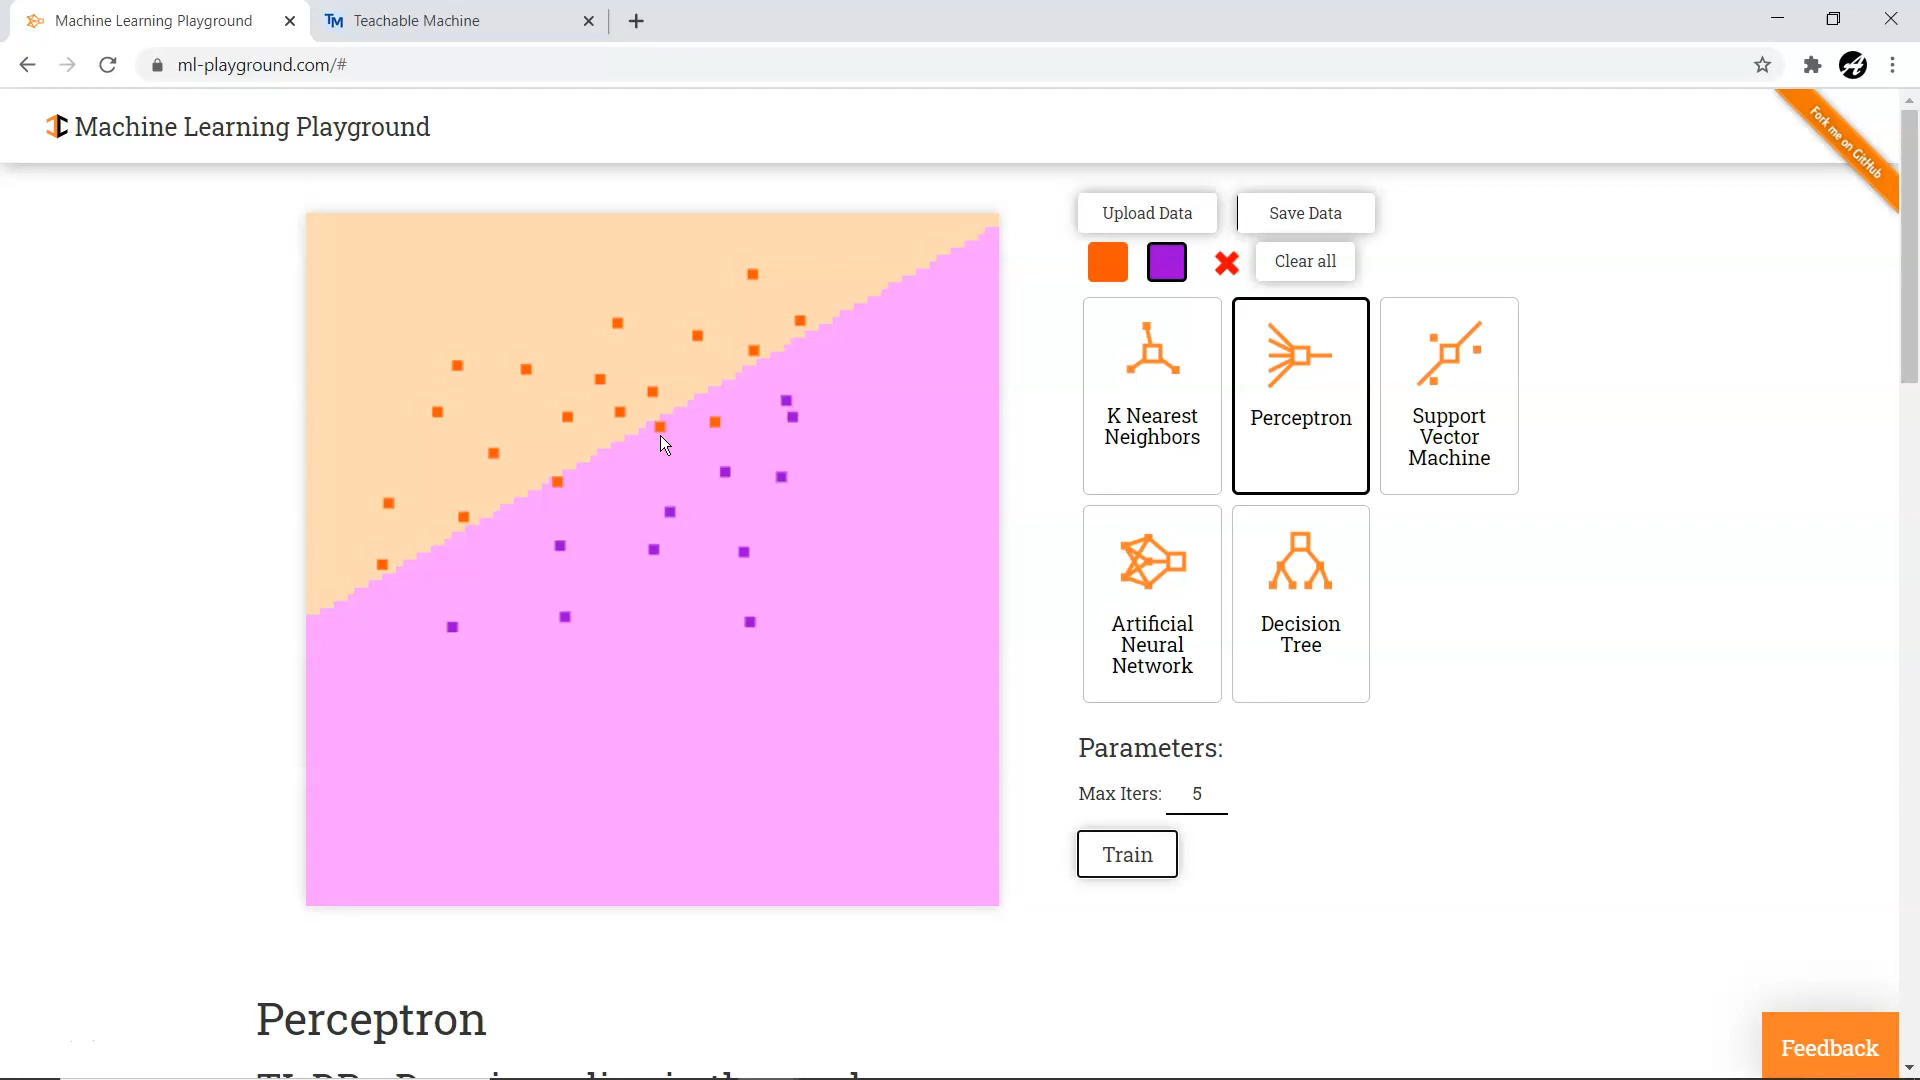 Machine Learning Playground
Teachable Machine
ml-playground.com/#
Machine Learning Playground
Fork me on GitHub
Upload Data
Save Data
Clear all
K Nearest
Neighbors
Perceptron
Support
Vector
Machine
Artificial
Neural
Network
Decision
Tree
Parameters:
Max Iters: 5
Train
Perceptron
Feedback